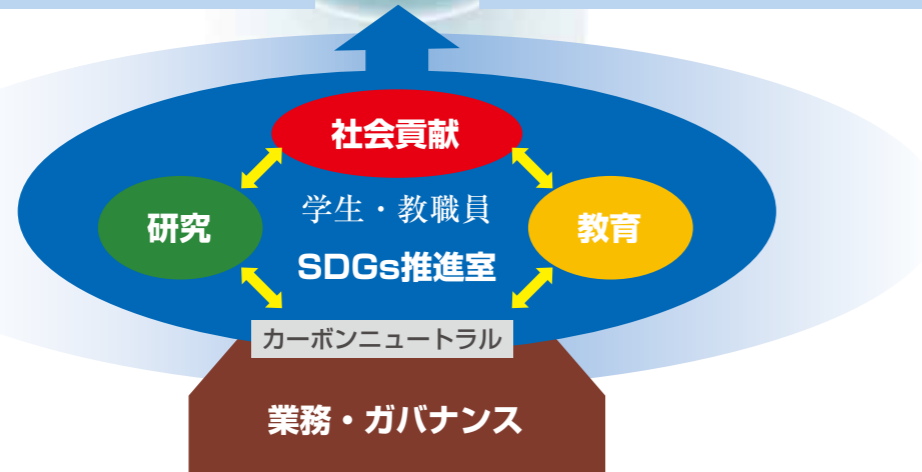 社会貢献
研究
学生・教職員
教育
SDGs推進室
カーボンニュートラル
業務・ガバナンス